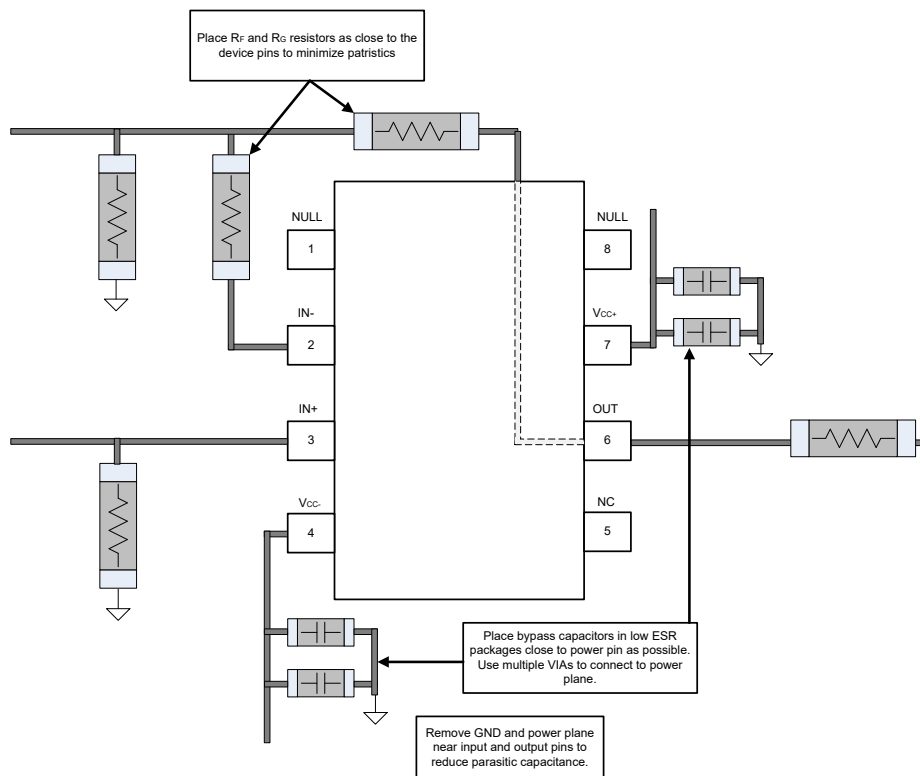 Place RF and RG resistors as close to the
device pins to minimize patristics
NULL
1
NULL
8
IN-
2
VCC+
7
IN+
3
OUT
6
VCC-
4
NC
5
Place bypass capacitors in low ESR
packages close to power pin as possible.
Use multiple VIAs to connect to power
plane.
Remove GND and power plane
near input and output pins to
reduce parasitic capacitance.